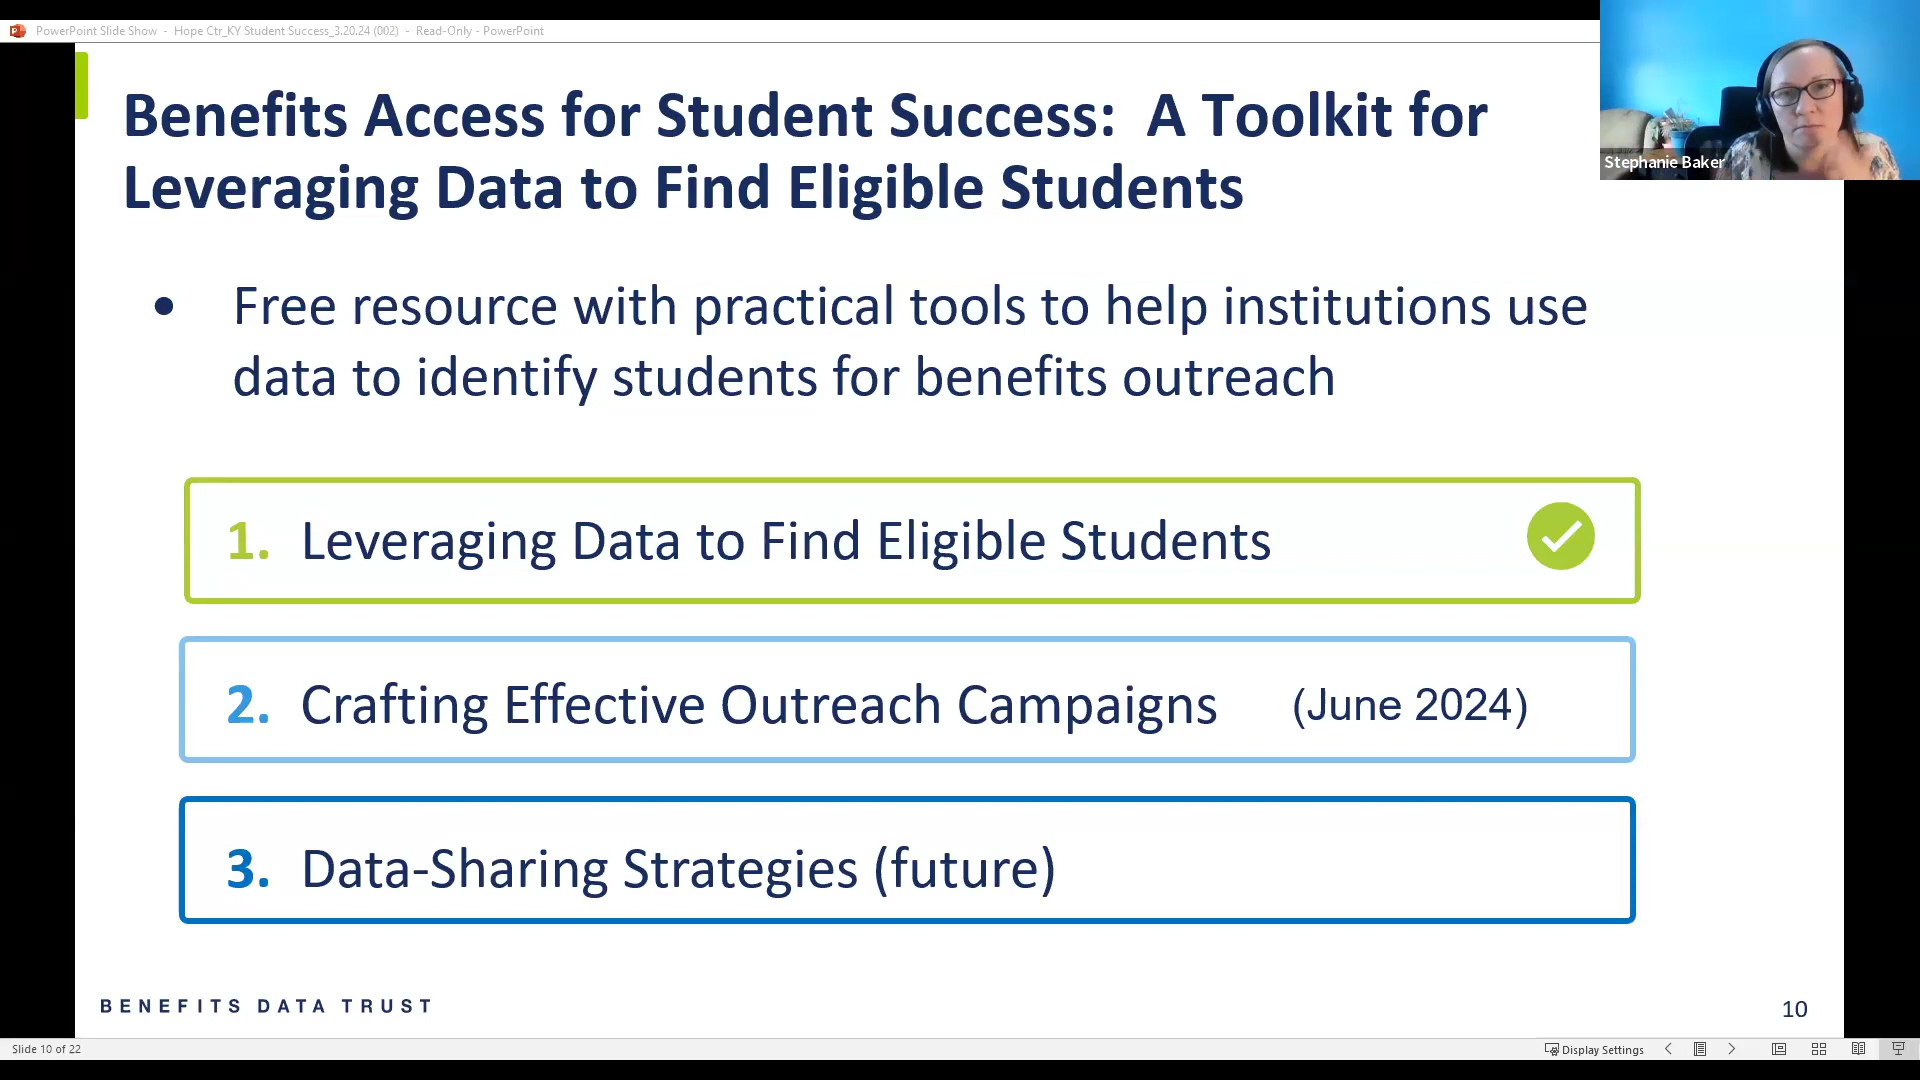 PowerPoint Slide Show - Hope Ctr_KY Student Success_3.20.24 (002) - Read-Only - PowerPoint
Stephanie Baker
Benefits Access for Student Success: A Toolkit for
Leveraging Data to Find Eligible Students
• Free resource with practical tools to help institutions use
data to identify students for benefits outreach
1. Leveraging Data to Find Eligible Students
2. Crafting Effective Outreach Campaigns (June 2024)
3. Data-Sharing Strategies (future)
BENEFITS DATA TRUST
10
Slide 10 of 22
Display Settings